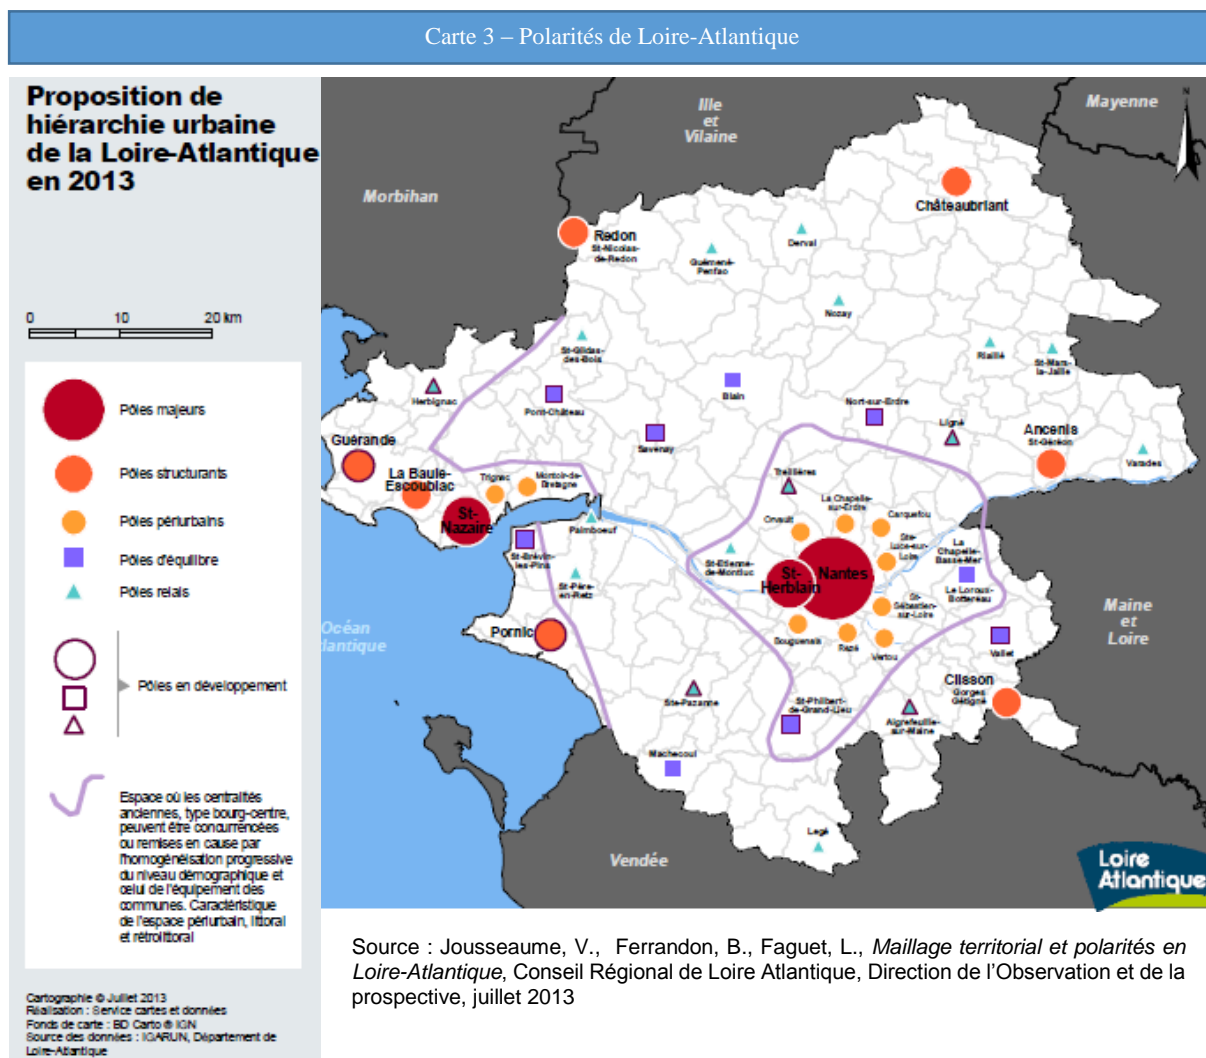 Carte 3 – Polarités de Loire-Atlantique
Proposition de
hiérarchie urbaine
de la Loire-Atlantique
en 2013
0 10 20 km
Pôles majeurs
Pôles structurants
Pôles périurbains
Pôles d'équilibre
Pôles relais
Pôles en développement
Espace où les centralités
anciennes, type bourg-centre,
peuvent être concurrencées
ou remises en cause par
l'homogénéisation progressive
du niveau démographique et
celui de l'équipement des
communes. Caractéristique
de l'espace périurbain, littoral
et rétrolittoral
Cartographie © Juillet 2013
Réalisation : Service cartes et données
Fonds de carte : BD Carto ® IGN
Source des données : IGARUN, Département de
Loire-Atlantique
Ille
et
Vilaine
Mayenne
N
Morbihan
Châteaubriant
Redon
St-Nicolas-
de-Redon
Derval
Guémené-
Penfao
Nozay
St-Gildas-
des-Bois
Riaillé
St-Mars-
la-Jaille
Herbignac
Pont-Château
Blain
Nort-sur-Erdre
Ligné
Guérande
Savenay
Ancenis
St-Géréon
Varades
La Baule-
Escoublac
Trignac
Montoir-de-
Bretagne
Treillières
La Chapelle-
sur-Erdre
Carquefou
St-
Nazaire
Paimboeuf
Orvault
Ste-
Luce-sur-
Loire
La
Chapelle-
Basse-Mer
St-Brévin-
les-Pins
St-Etienne-
de-Montluc
St-
Herblain
Nantes
St-Père-
en-Retz
Le Loroux-
Bottereau
St-
Sébastien-
sur-Loire
Maine
et
Loire
Océan
tlantique
Pornic
Bouguenais
Rezé
Vertou
Vallet
Clisson
Gorges
Gétigné
Ste-Pazanne
St-Philbert-
de-Grand-Lieu
Aigrefeuille-
sur-Maine
Machecoul
Legé
Vendée
Loire
Atlantique
Source : Jousseaume, V., Ferrandon, B., Faguet, L., Maillage territorial et polarités en
Loire-Atlantique, Conseil Régional de Loire Atlantique, Direction de l'Observation et de la
prospective, juillet 2013